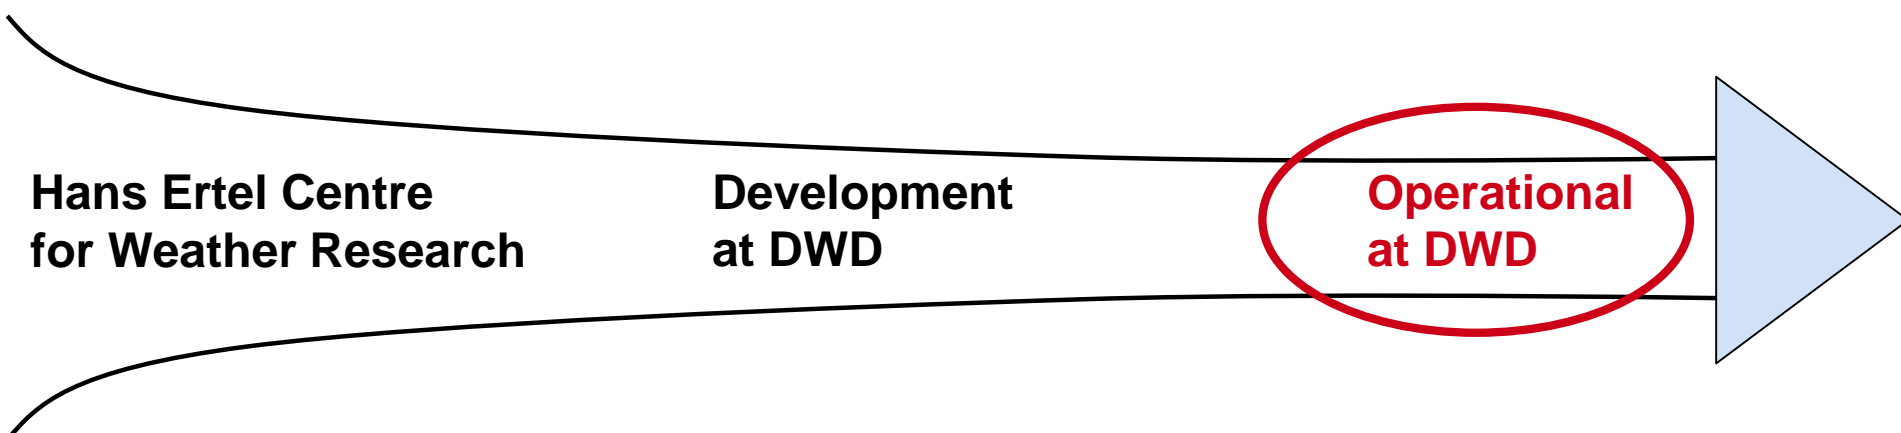 Hans Ertel Centre
for Weather Research
Development
at DWD
Operational
at DWD